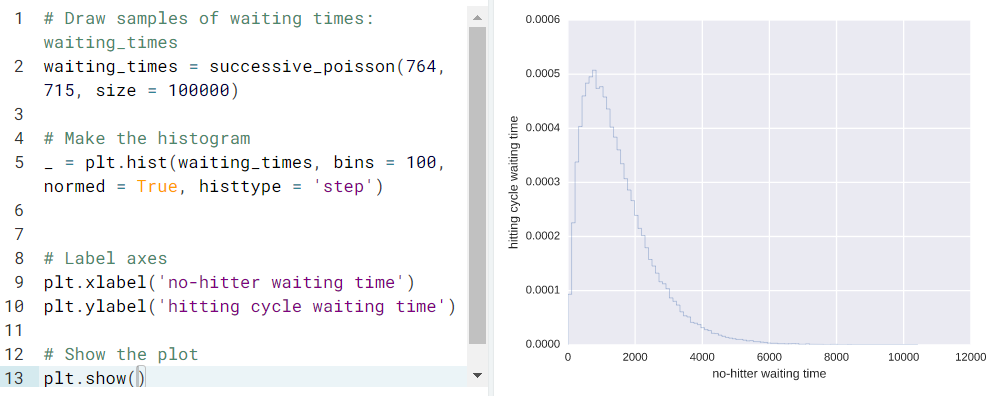 1 # Draw samples of waiting times:
waiting_times
2 waiting_times = successive_poisson(764,
715, size = 100000)
3
4 # Make the histogram
5 _ = plt.hist(waiting_times, bins = 100,
normed = True, histtype = 'step')
6
7
8 # Label axes
9 plt.xlabel('no-hitter waiting time')
10 plt.ylabel('hitting cycle waiting time')
11
12 # Show the plot
13 plt.show()
0.0006
0.0005
0.0004
0.0003
0.0002
0.0001
0.0000
hitting cycle waiting time
0 2000 4000 6000 8000 10000 12000
no-hitter waiting time